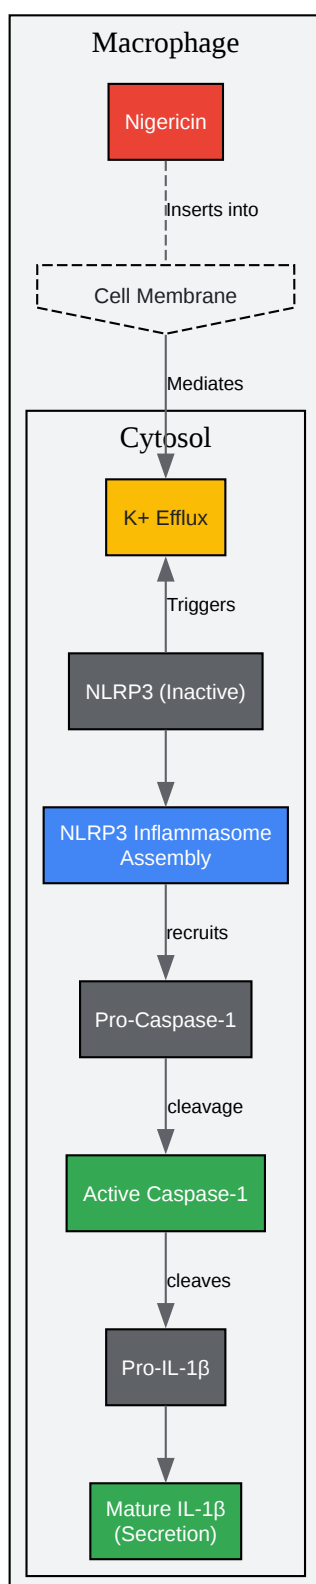 Macrophage
Nigericin
Inserts into
Cell Membrane
Mediates
Cytosol
K+ Efflux
Triggers
NLRP3 (Inactive)
NLRP3 Inflammasome
Assembly
recruits
Pro-Caspase-1
cleavage
Active Caspase-1
cleaves
Pro-IL-1β
Mature IL-1β
(Secretion)